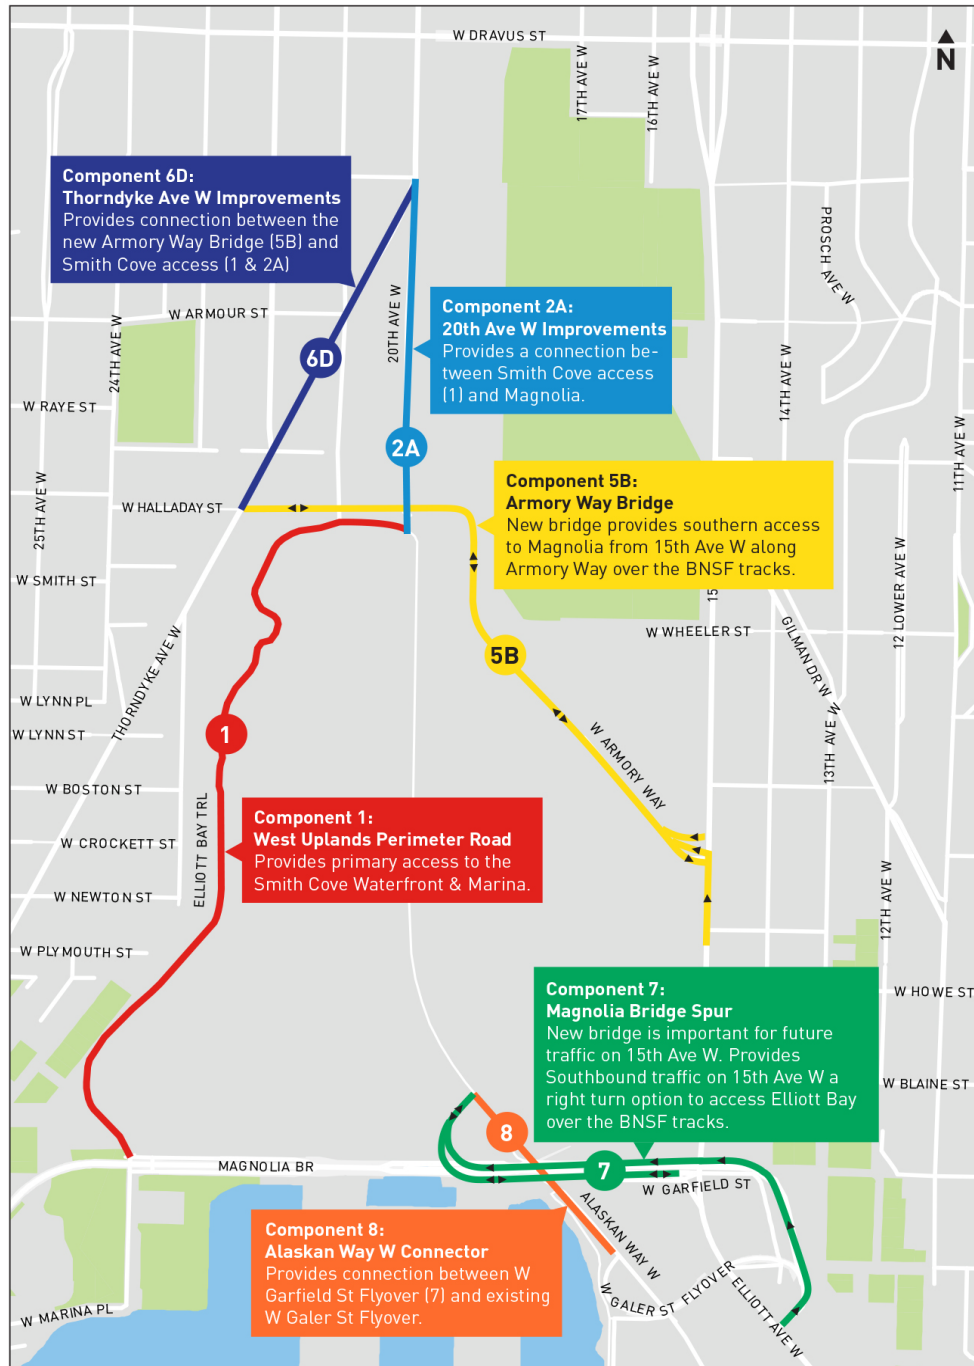 W DRAVUS ST
N
17TH AVE W
16TH AVE W
Component 6D:
Thorndyke Ave W Improvements
Provides connection between the
new Armory Way Bridge (5B) and
Smith Cove access (1 & 2A)
PROSCH AVE W
W ARMOUR ST
24TH AVE W
20TH AVE W
Component 2A:
20th Ave W Improvements
Provides a connection be-
tween Smith Cove access
(1) and Magnolia.
6D
14TH AVE W
W RAYE ST
2A
11TH AVE W
25TH AVE W
W HALLADAY ST
Component 5B:
Armory Way Bridge
New bridge provides southern access
to Magnolia from 15th Ave W along
Armory Way over the BNSF tracks.
W SMITH ST
15
12 LOWER AVE W
W WHEELER ST
GILMAN DR W
5B
THORNDYKE AVE W
W LYNN PL
1
W LYNN ST
W ARMORY WAY
13TH AVE W
W BOSTON ST
ELLIOTT BAY TRL
Component 1:
West Uplands Perimeter Road
Provides primary access to the
Smith Cove Waterfront & Marina.
W CROCKETT ST
W NEWTON ST
12TH AVE W
W PLYMOUTH ST
Component 7:
Magnolia Bridge Spur
New bridge is important for future
traffic on 15th Ave W. Provides
Southbound traffic on 15th Ave W a
right turn option to access Elliott Bay
over the BNSF tracks.
W HOWE ST
W BLAINE ST
8
MAGNOLIA BR
7
W GARFIELD ST
ALASKAN WAY W
Component 8:
Alaskan Way W Connector
Provides connection between W
Garfield St Flyover (7) and existing
W Galer St Flyover.
W GALER ST FLYOVER
ELLIOTT AVE W
W MARINA PL